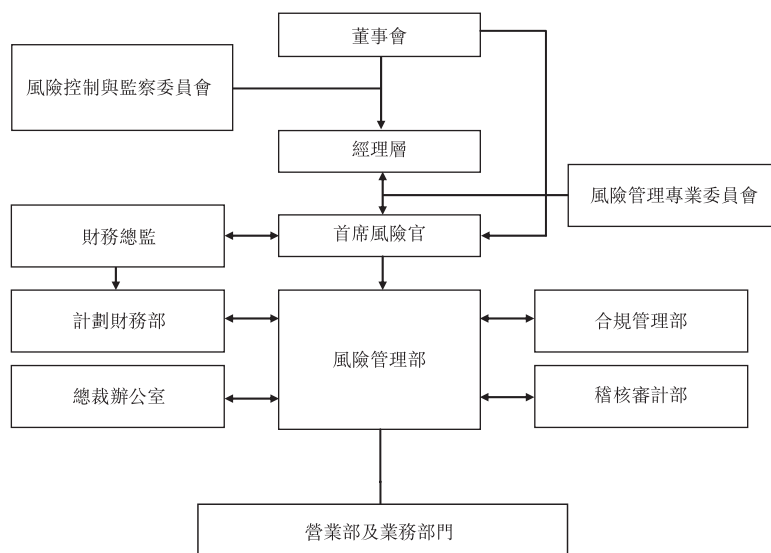 董事會
風險控制與監察委員會
經理層
風險管理專業委員會
財務總監
首席風險官
計劃財務部
風險管理部
合規管理部
總裁辦公室
稽核審計部
營業部及業務部門